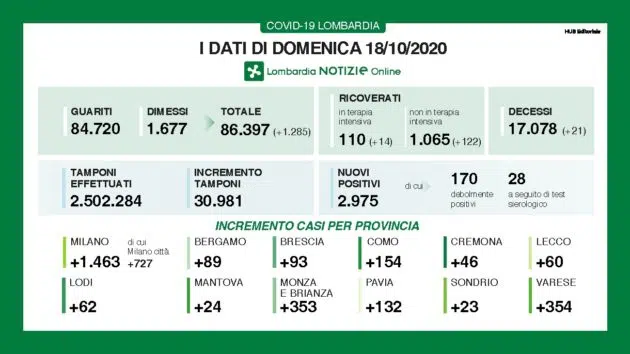 COVID-19 LOMBARDIA
HUB Editoriale
I DATI DI DOMENICA 18/10/2020
Lombardia NOTIZIE Online
GUARITI
84.720
DIMESSI
1.677
TOTALE
86.397 (+1.285)
RICOVERATI
in terapia
intensiva
110 (+14)
non in terapia
intensiva
1.065 (+122)
DECESSI
17.078 (+21)
TAMPONI
EFFETTUATI
2.502.284
INCREMENTO
TAMPONI
30.981
NUOVI
POSITIVI
2.975
di cui
170
debolmente
positivi
28
a seguito di test
sierologico
INCREMENTO CASI PER PROVINCIA
MILANO
+1.463
di cui
Milano città
+727
BERGAMO
+89
BRESCIA
+93
COMO
+154
CREMONA
+46
LECCO
+60
LODI
+62
MANTOVA
+24
MONZA
E BRIANZA
+353
PAVIA
+132
SONDRIO
+23
VARESE
+354